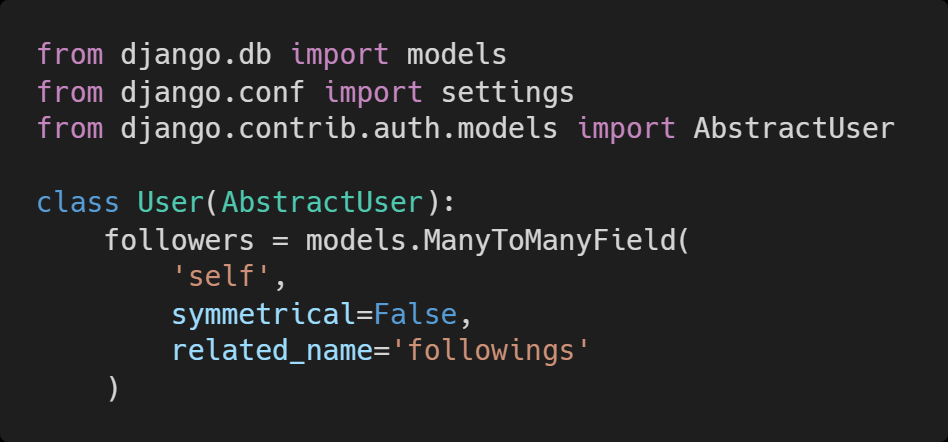 from django.db import models
from django.conf import settings
from django.contrib.auth.models import AbstractUser

class User(AbstractUser):
    followers = models.ManyToManyField(
        'self',
        symmetrical=False,
        related_name='followings'
    )